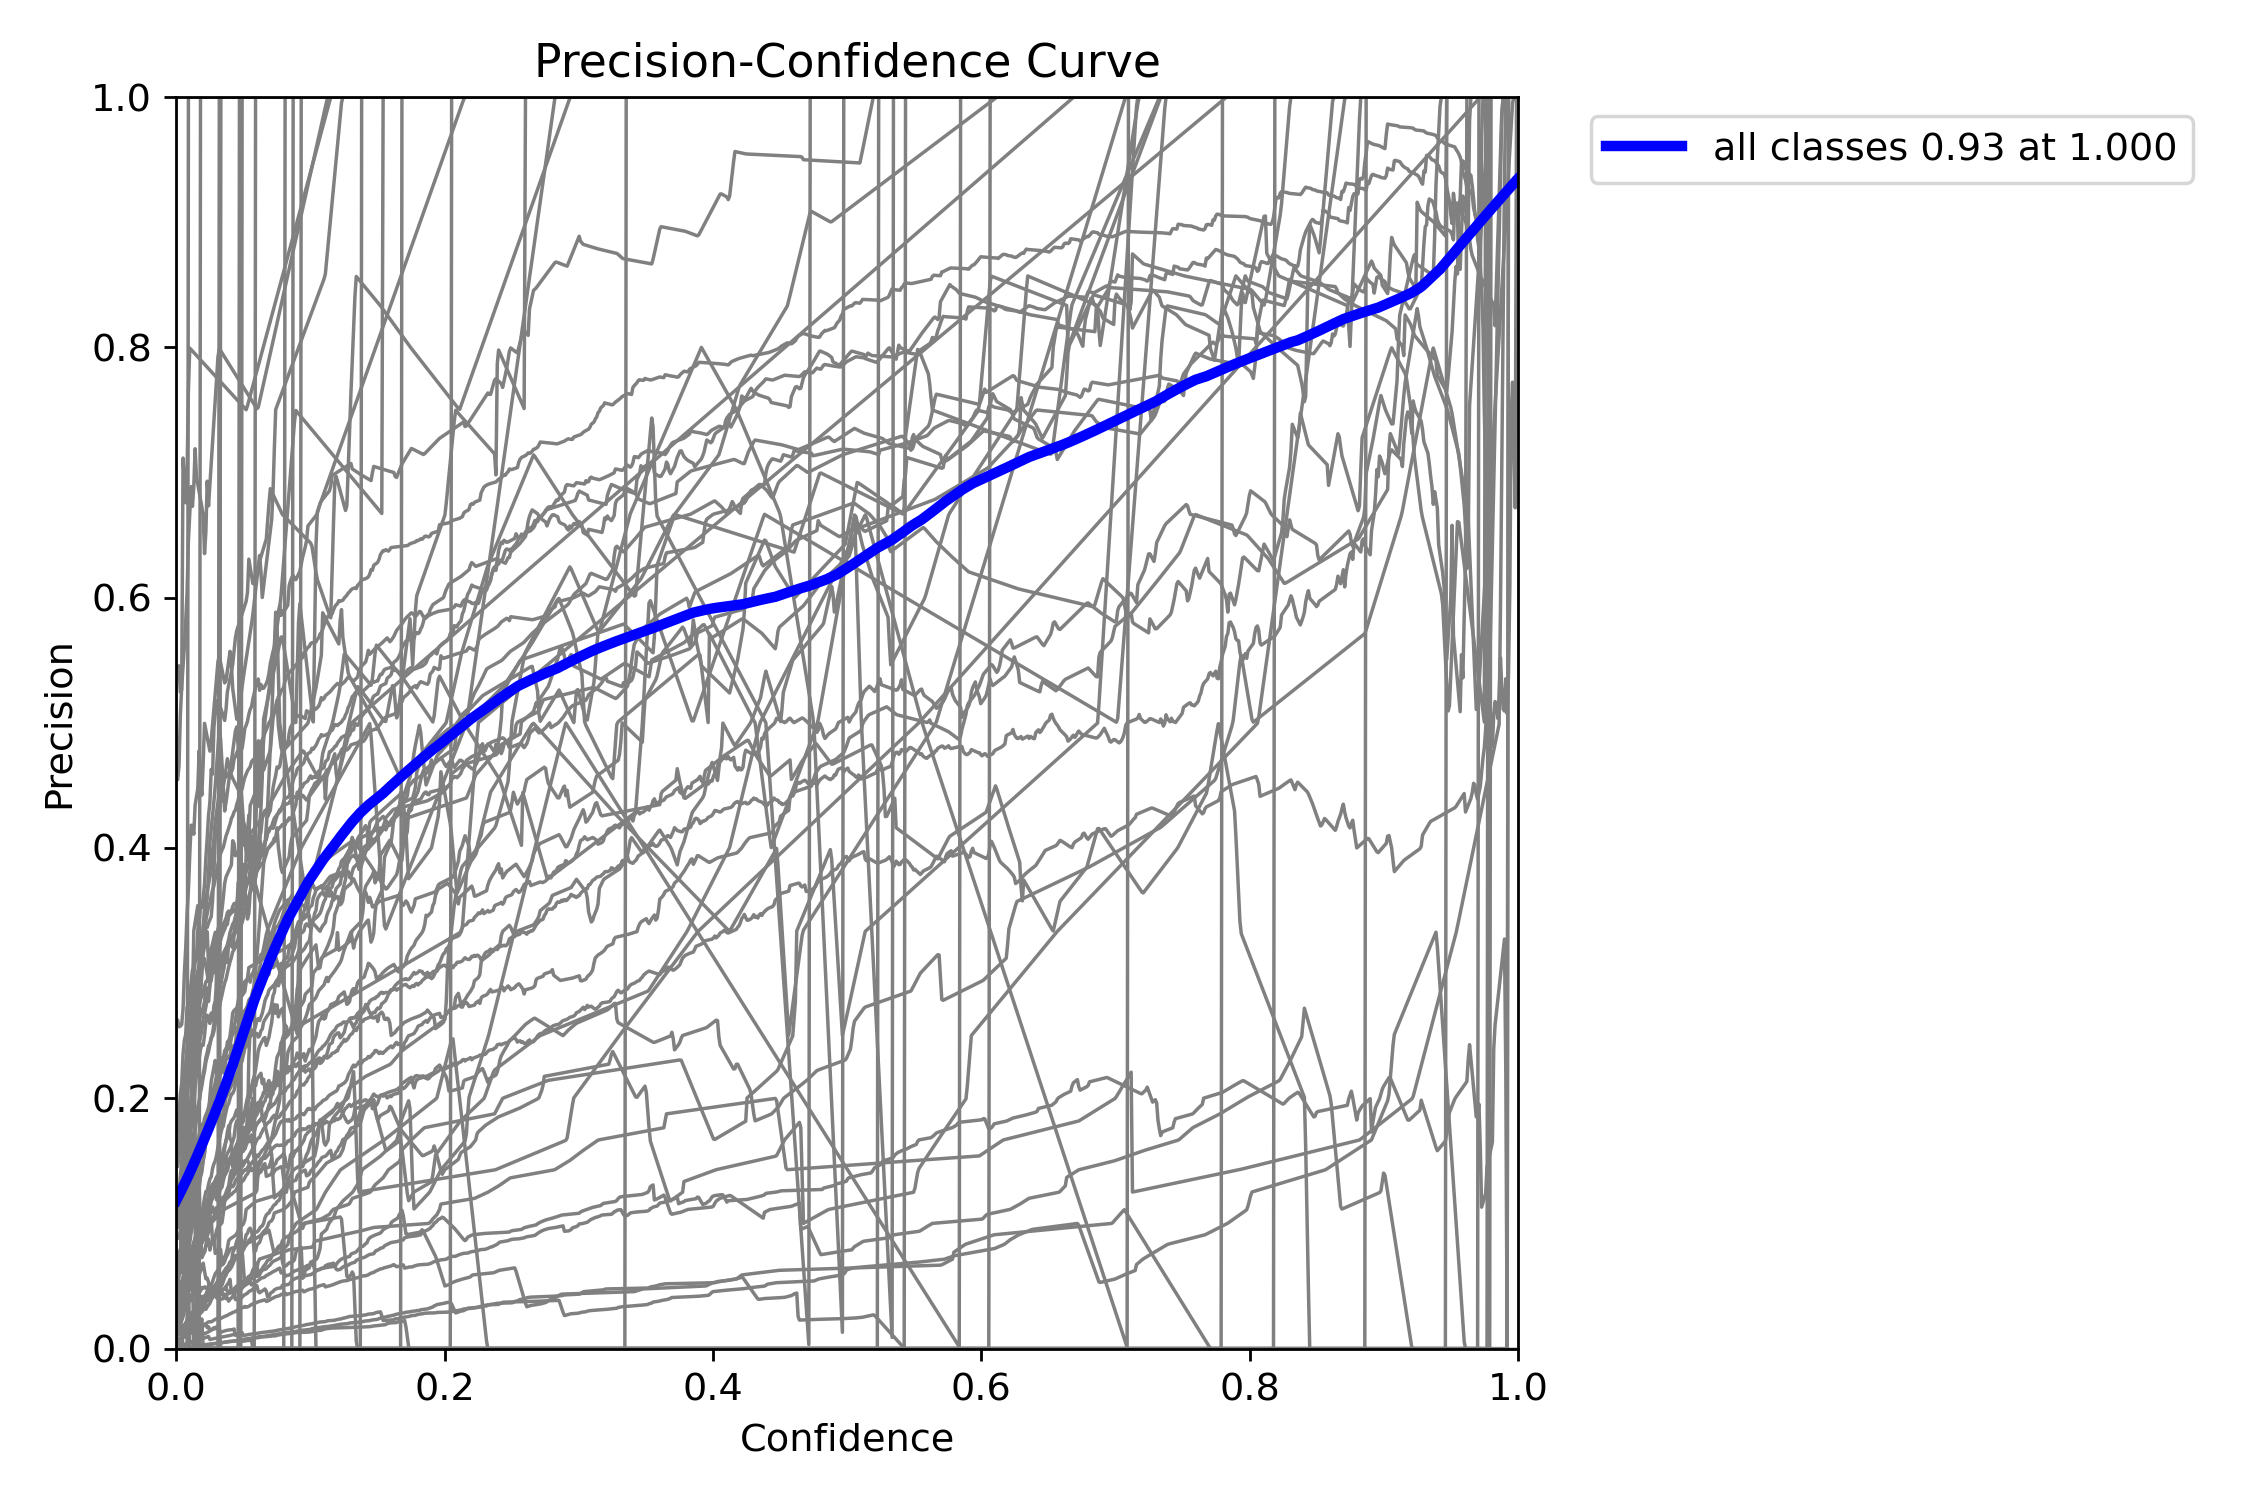 Precision-Confidence Curve
all classes 0.93 at 1.000
1.0
0.8
0.6
0.4
0.2
0.0
Precision
0.0 0.2 0.4 0.6 0.8 1.0
Confidence